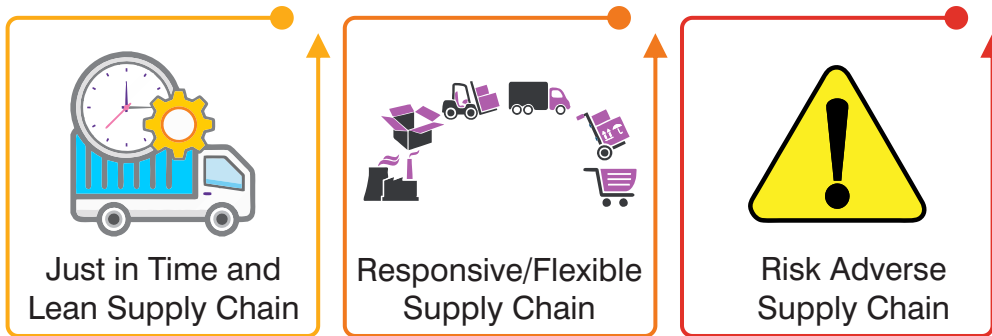 Just in Time and
Lean Supply Chain
Responsive/Flexible
Supply Chain
Risk Adverse
Supply Chain